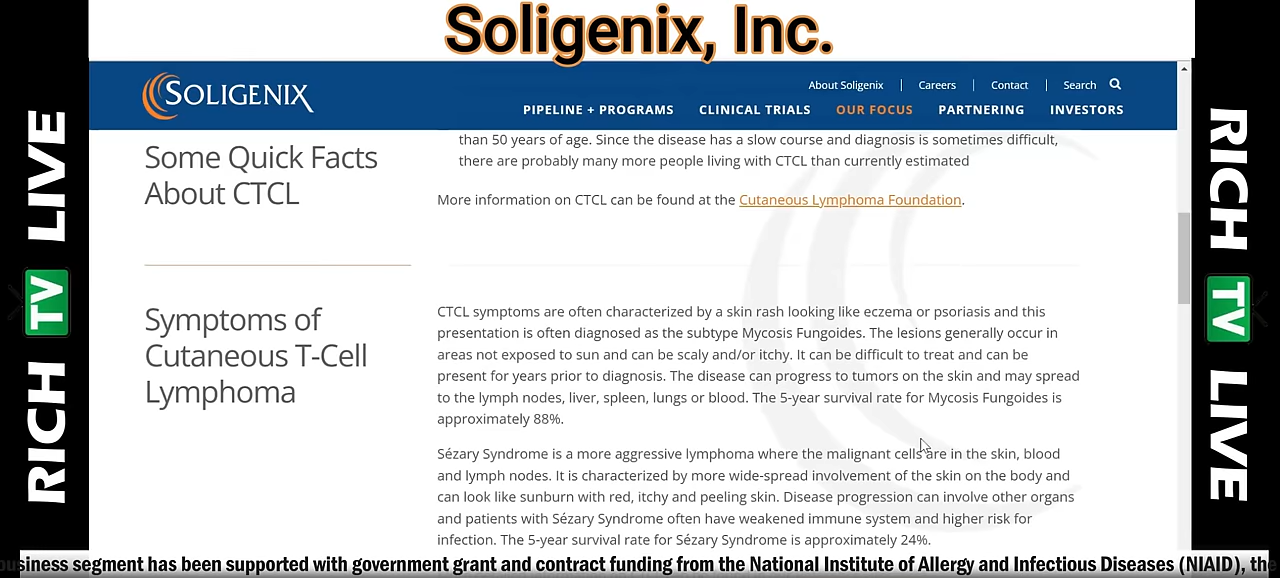 Soligenix, Inc.
SOLIGENIX
About Soligenix | Careers | Contact | Search
PIPELINE + PROGRAMS CLINICAL TRIALS OUR FOCUS PARTNERING INVESTORS
Some Quick Facts
About CTCL
than 50 years of age. Since the disease has a slow course and diagnosis is sometimes difficult,
there are probably many more people living with CTCL than currently estimated
More information on CTCL can be found at the Cutaneous Lymphoma Foundation.
Symptoms of
Cutaneous T-Cell
Lymphoma
CTCL symptoms are often characterized by a skin rash looking like eczema or psoriasis and this
presentation is often diagnosed as the subtype Mycosis Fungoides. The lesions generally occur in
areas not exposed to sun and can be scaly and/or itchy. It can be difficult to treat and can be
present for years prior to diagnosis. The disease can progress to tumors on the skin and may spread
to the lymph nodes, liver, spleen, lungs or blood. The 5-year survival rate for Mycosis Fungoides is
approximately 88%.
Sézary Syndrome is a more aggressive lymphoma where the malignant cells are in the skin, blood
and lymph nodes. It is characterized by more wide-spread involvement of the skin on the body and
can look like sunburn with red, itchy and peeling skin. Disease progression can involve other organs
and patients with Sézary Syndrome often have weakened immune system and higher risk for
infection. The 5-year survival rate for Sézary Syndrome is approximately 24%.
RICH TV LIVE
RICH TV LIVE
business segment has been supported with government grant and contract funding from the National Institute of Allergy and Infectious Diseases (NIAID), the